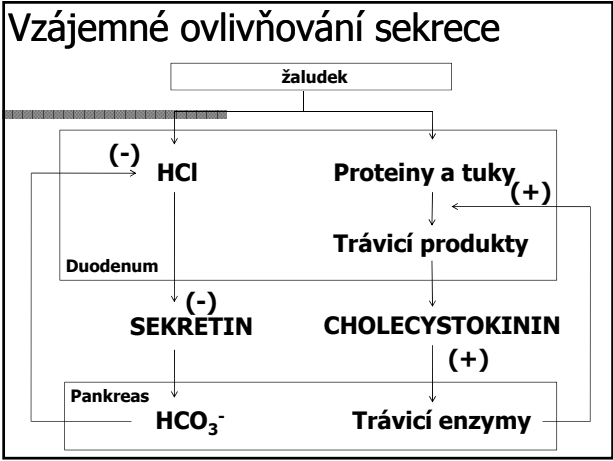 Vzájemné ovlivňování sekrece
žaludek
(-)
HCl
Proteiny a tuky
(+)
Trávicí produkty
Duodenum
(-)
SEKRETIN
CHOLECYSTOKININ
(+)
Pankreas
HCO₃⁻
Trávicí enzymy